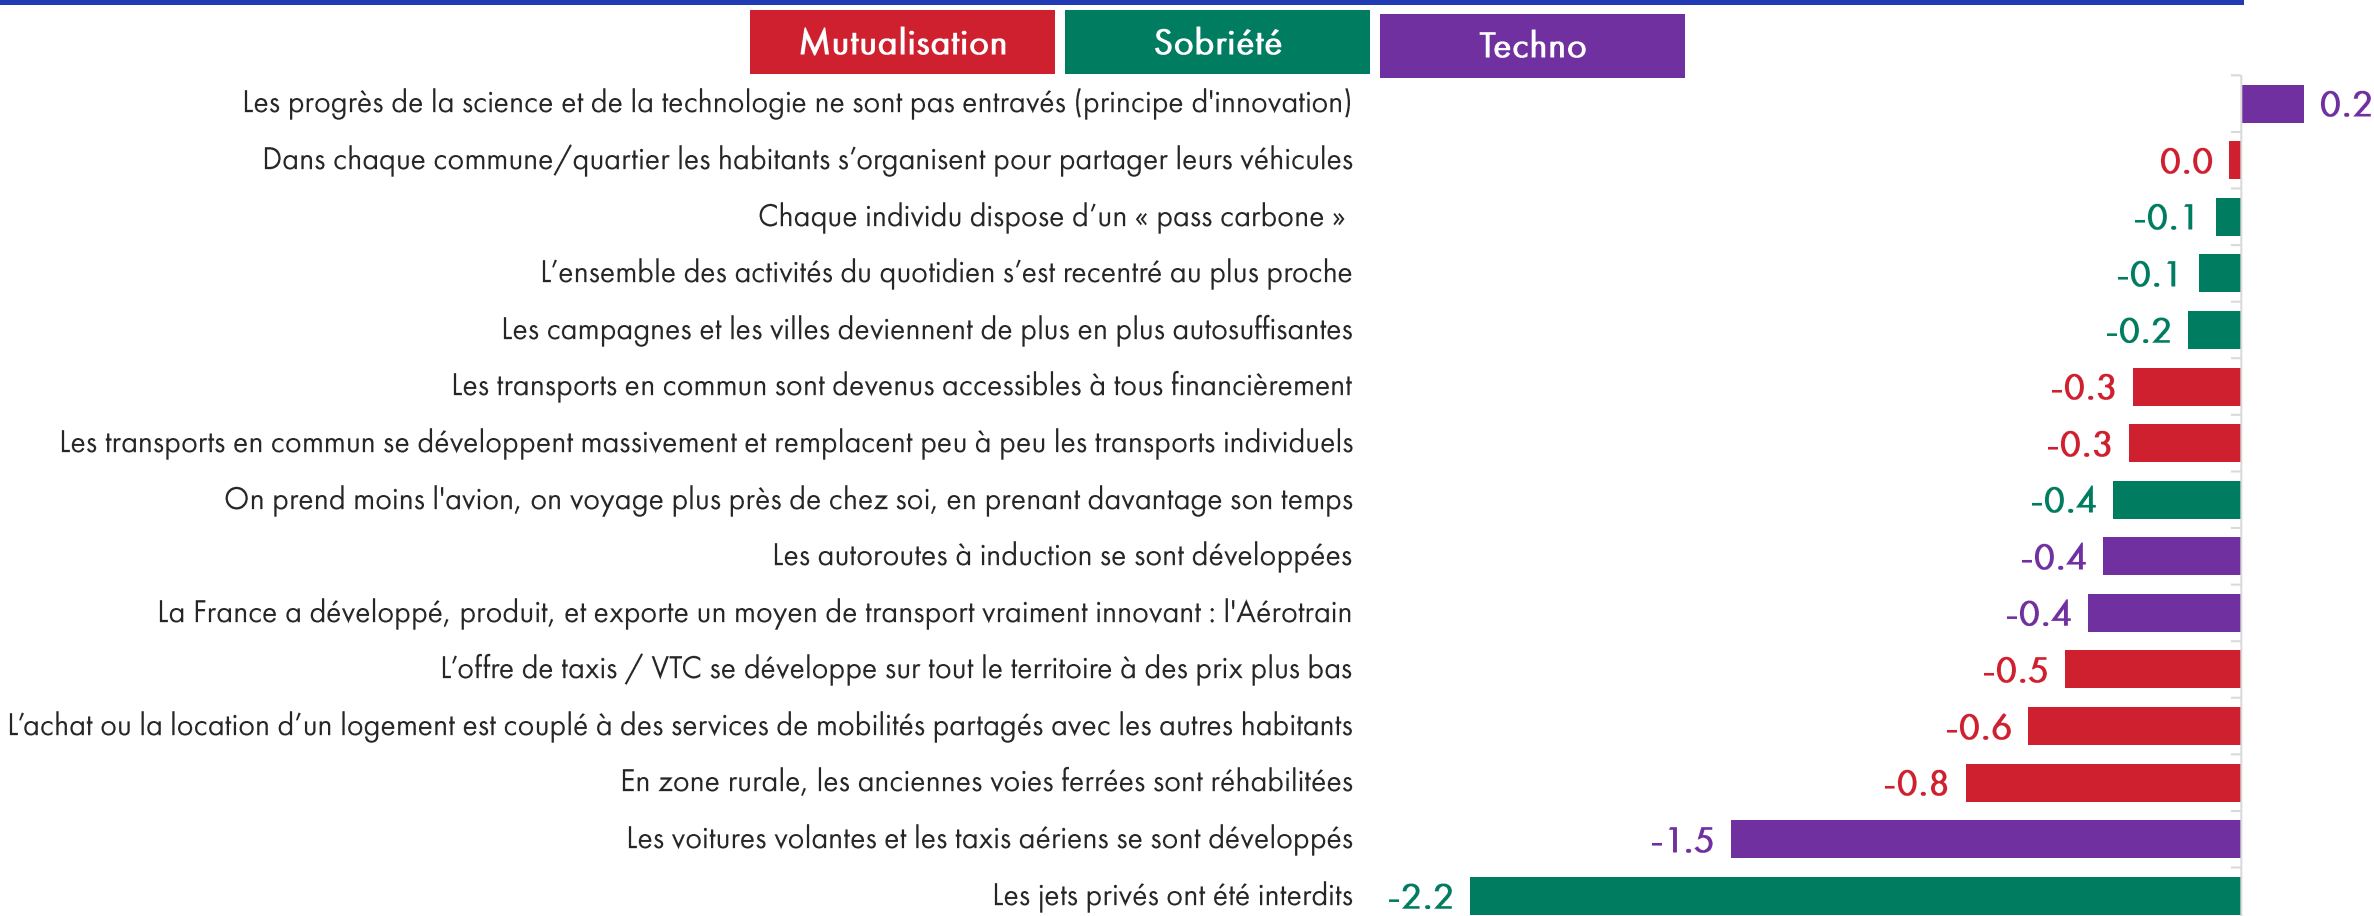 Mutualisation Sobriété Techno
Les progrès de la science et de la technologie ne sont pas entravés (principe d'innovation) 0.2
Dans chaque commune/quartier les habitants s’organisent pour partager leurs véhicules 0.0
Chaque individu dispose d’un « pass carbone » -0.1
L’ensemble des activités du quotidien s’est recentré au plus proche -0.1
Les campagnes et les villes deviennent de plus en plus autosuffisantes -0.2
Les transports en commun sont devenus accessibles à tous financièrement -0.3
Les transports en commun se développent massivement et remplacent peu à peu les transports individuels -0.3
On prend moins l'avion, on voyage plus près de chez soi, en prenant davantage son temps -0.4
Les autoroutes à induction se sont développées -0.4
La France a développé, produit, et exporte un moyen de transport vraiment innovant : l'Aérotrain -0.4
L’offre de taxis / VTC se développe sur tout le territoire à des prix plus bas -0.5
L’achat ou la location d’un logement est couplé à des services de mobilités partagés avec les autres habitants -0.6
En zone rurale, les anciennes voies ferrées sont réhabilitées -0.8
Les voitures volantes et les taxis aériens se sont développés -1.5
Les jets privés ont été interdits -2.2